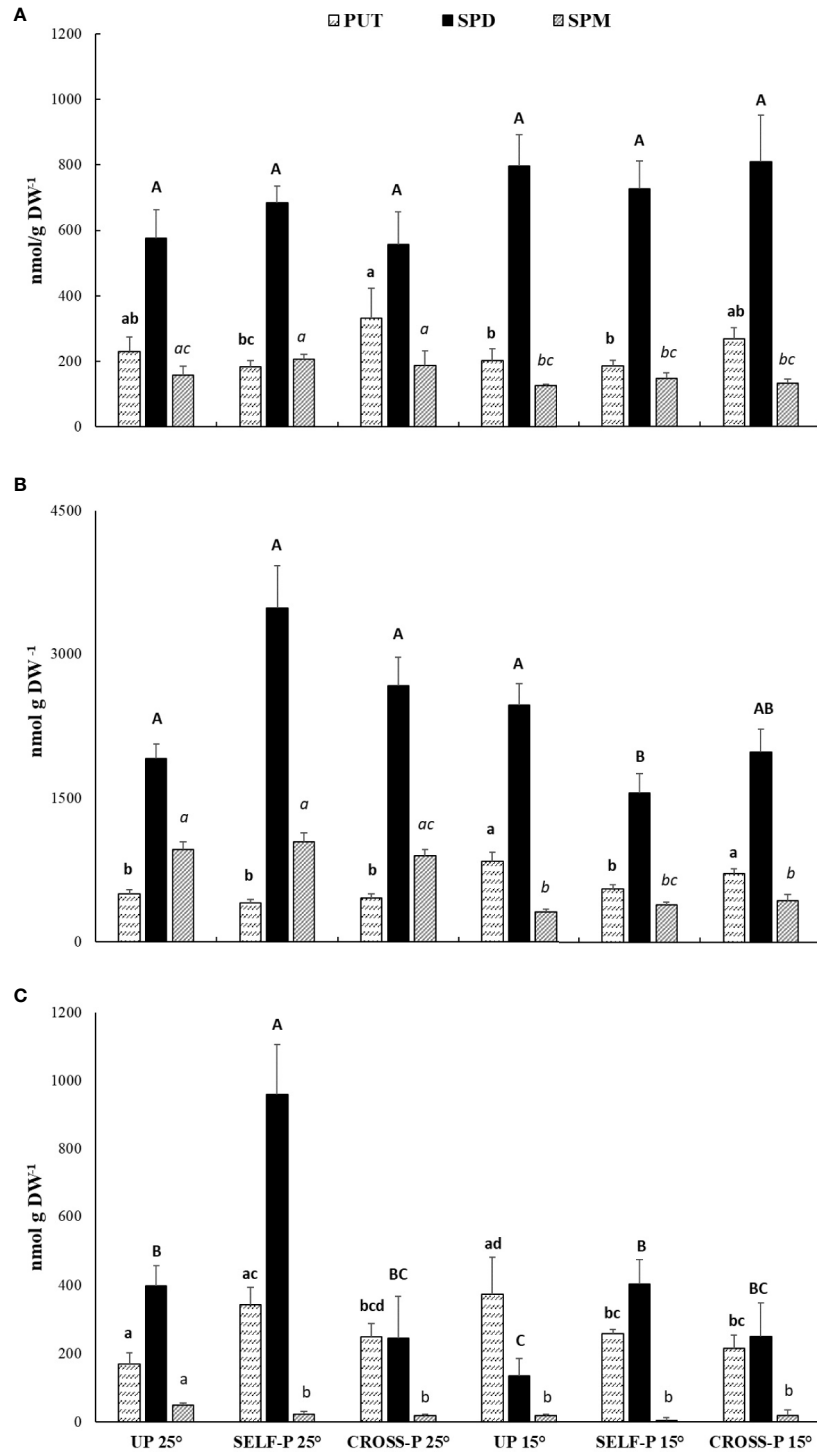 A
PUT SPD SPM
1200
1000
800
600
400
200
0
nmol/g DW-1
ab A ac
bc A a
a A a
b A bc
b A bc
ab A bc
B
4500
3000
1500
0
nmol g DW -1
b A a
b A a
b A ac
a A b
b B bc
a AB b
C
1200
1000
800
600
400
200
0
nmol g DW-1
a B a
ac A b
bcd BC b
ad C b
bc B b
bc BC b
UP 25° SELF-P 25° CROSS-P 25° UP 15° SELF-P 15° CROSS-P 15°